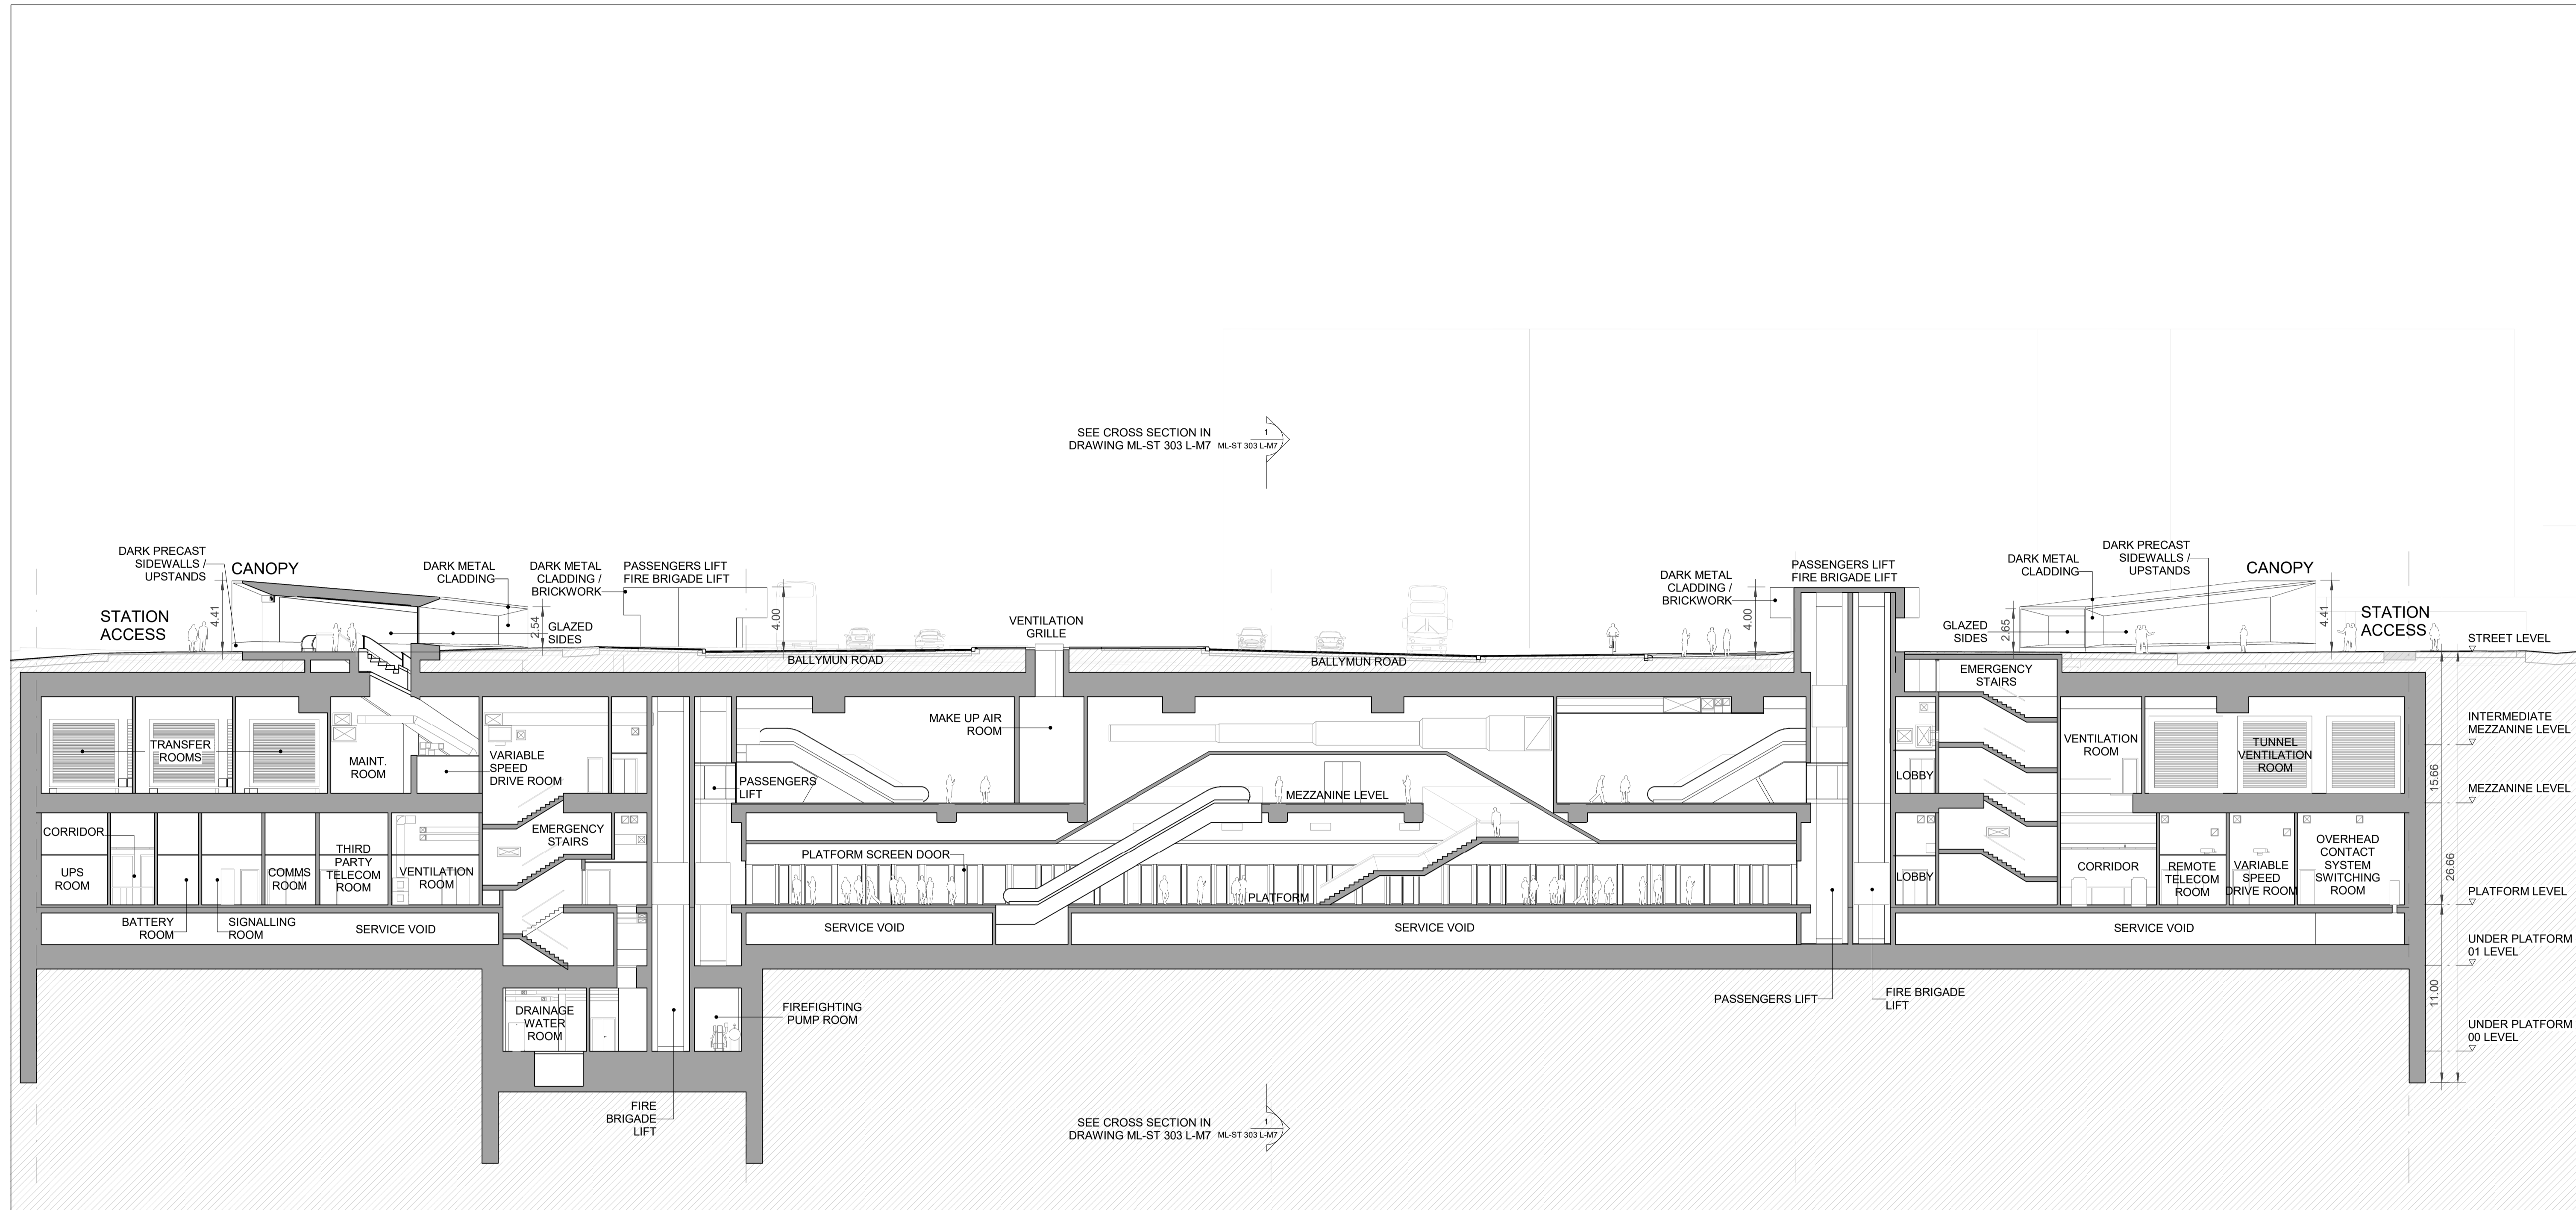 SEE CROSS SECTION IN
DRAWING ML-ST 303 L-M7
1
ML-ST 303 L-M7
DARK PRECAST
SIDEWALLS /
UPSTANDS
CANOPY
STATION
ACCESS
4.41
DARK METAL
CLADDING
2.54
GLAZED
SIDES
DARK METAL
CLADDING /
BRICKWORK
PASSENGERS LIFT
FIRE BRIGADE LIFT
4.00
BALLYMUN ROAD
VENTILATION
GRILLE
BALLYMUN ROAD
DARK METAL
CLADDING /
BRICKWORK
4.00
PASSENGERS LIFT
FIRE BRIGADE LIFT
GLAZED
SIDES
2.65
DARK METAL
CLADDING
DARK PRECAST
SIDEWALLS /
UPSTANDS
CANOPY
4.41
STATION
ACCESS
STREET LEVEL
TRANSFER
ROOMS
MAINT.
ROOM
VARIABLE
SPEED
DRIVE ROOM
PASSENGERS
LIFT
MAKE UP AIR
ROOM
MEZZANINE LEVEL
EMERGENCY
STAIRS
LOBBY
VENTILATION
ROOM
TUNNEL
VENTILATION
ROOM
15.66
INTERMEDIATE
MEZZANINE LEVEL
MEZZANINE LEVEL
CORRIDOR
UPS
ROOM
BATTERY
ROOM
SIGNALLING
ROOM
COMMS
ROOM
THIRD
PARTY
TELECOM
ROOM
VENTILATION
ROOM
EMERGENCY
STAIRS
PLATFORM SCREEN DOOR
PLATFORM
LOBBY
CORRIDOR
REMOTE
TELECOM
ROOM
VARIABLE
SPEED
DRIVE ROOM
OVERHEAD
CONTACT
SYSTEM
SWITCHING
ROOM
26.66
PLATFORM LEVEL
SERVICE VOID
SERVICE VOID
SERVICE VOID
SERVICE VOID
UNDER PLATFORM
01 LEVEL
11.00
DRAINAGE
WATER
ROOM
FIREFIGHTING
PUMP ROOM
PASSENGERS LIFT
FIRE BRIGADE
LIFT
UNDER PLATFORM
00 LEVEL
FIRE
BRIGADE
LIFT
SEE CROSS SECTION IN
DRAWING ML-ST 303 L-M7
1
ML-ST 303 L-M7